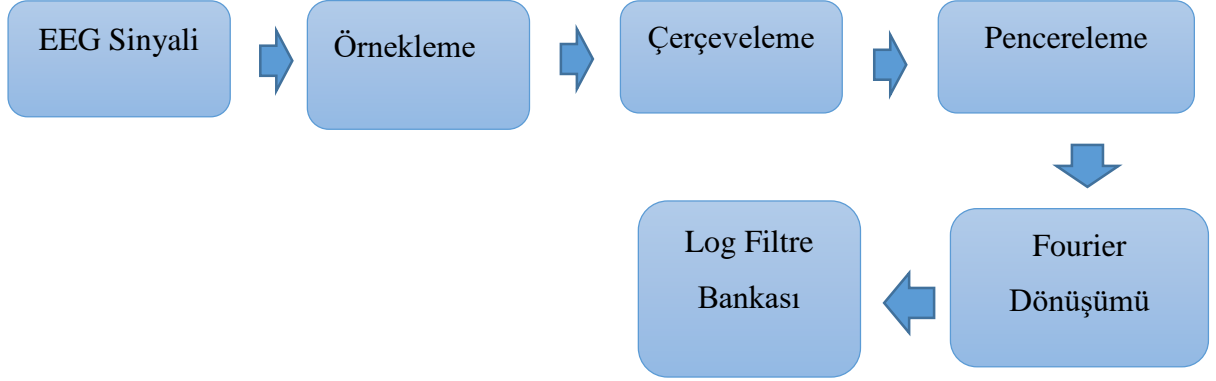 EEG Sinyali
Örnekleme
Çerçeveleme
Pencereleme
Fourier
Dönüşümü
Log Filtre
Bankası